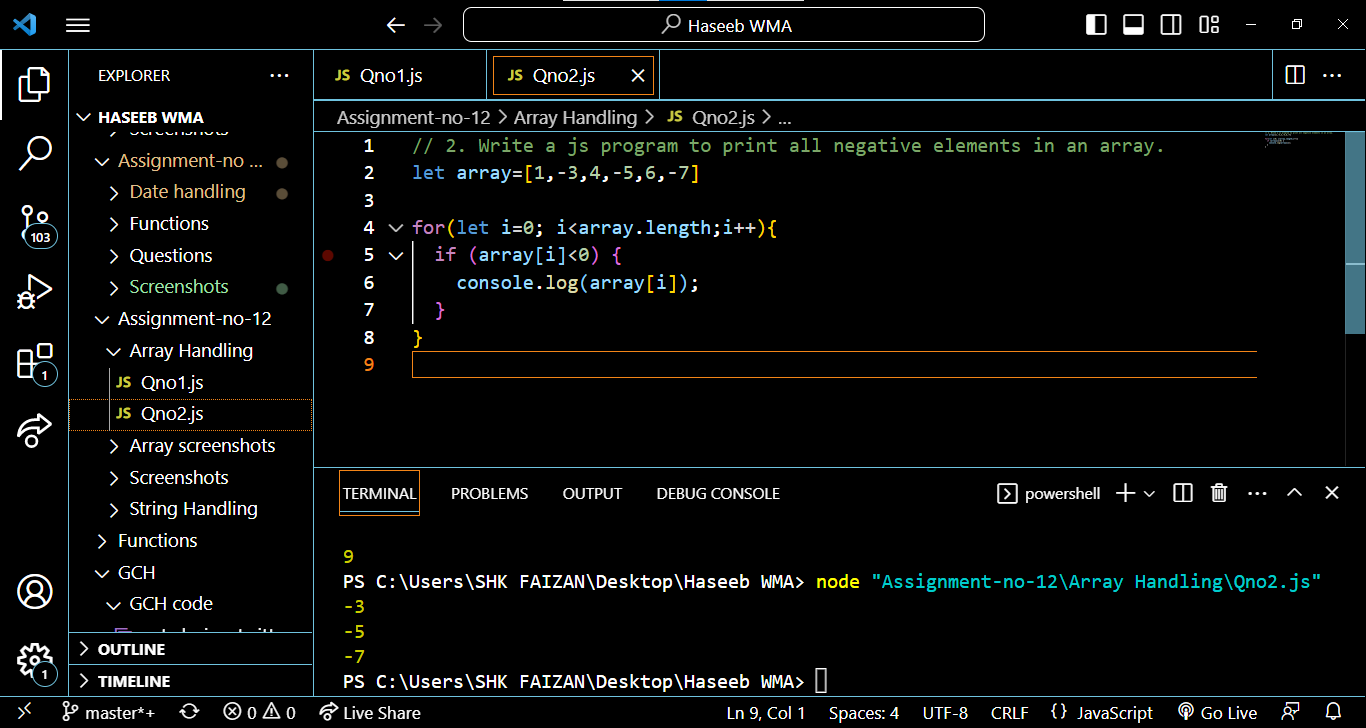 Haseeb WMA
EXPLORER
HASEEB WMA
Screenshots
Assignment-no ...
Date handling
Functions
Questions
Screenshots
Assignment-no-12
Array Handling
JS Qno1.js
JS Qno2.js
Array screenshots
Screenshots
String Handling
Functions
GCH
GCH code
OUTLINE
TIMELINE
103
1
1
JS Qno1.js
JS Qno2.js
Assignment-no-12 > Array Handling > JS Qno2.js > ...
1 // 2. Write a js program to print all negative elements in an array.
2 let array=[1,-3,4,-5,6,-7]
3
4 for(let i=0; i<array.length;i++){
5 if (array[i]<0) {
6 console.log(array[i]);
7 }
8 }
9
TERMINAL PROBLEMS OUTPUT DEBUG CONSOLE powershell
9
PS C:\Users\SHK FAIZAN\Desktop\Haseeb WMA> node "Assignment-no-12\Array Handling\Qno2.js"
-3
-5
-7
PS C:\Users\SHK FAIZAN\Desktop\Haseeb WMA>
master*+ 0 0 Live Share Ln 9, Col 1 Spaces: 4 UTF-8 CRLF {} JavaScript Go Live